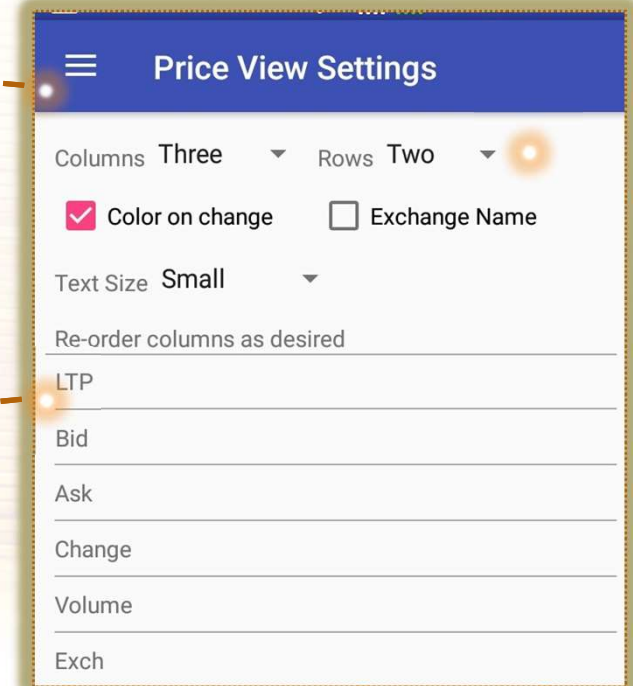 Price View Settings
Columns Three Rows Two
Color on change Exchange Name
Text Size Small
Re-order columns as desired
LTP
Bid
Ask
Change
Volume
Exch